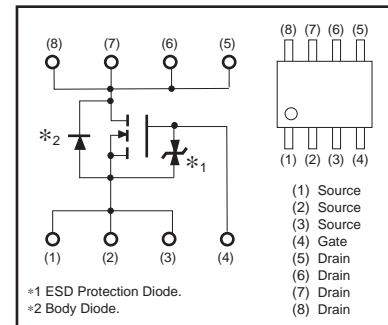 (8) (7) (6) (5)
*2
*1
(1) (2) (3) (4)
*1 ESD Protection Diode.
*2 Body Diode.
(8) (7) (6) (5)
(1) (2) (3) (4)
(1) Source
(2) Source
(3) Source
(4) Gate
(5) Drain
(6) Drain
(7) Drain
(8) Drain